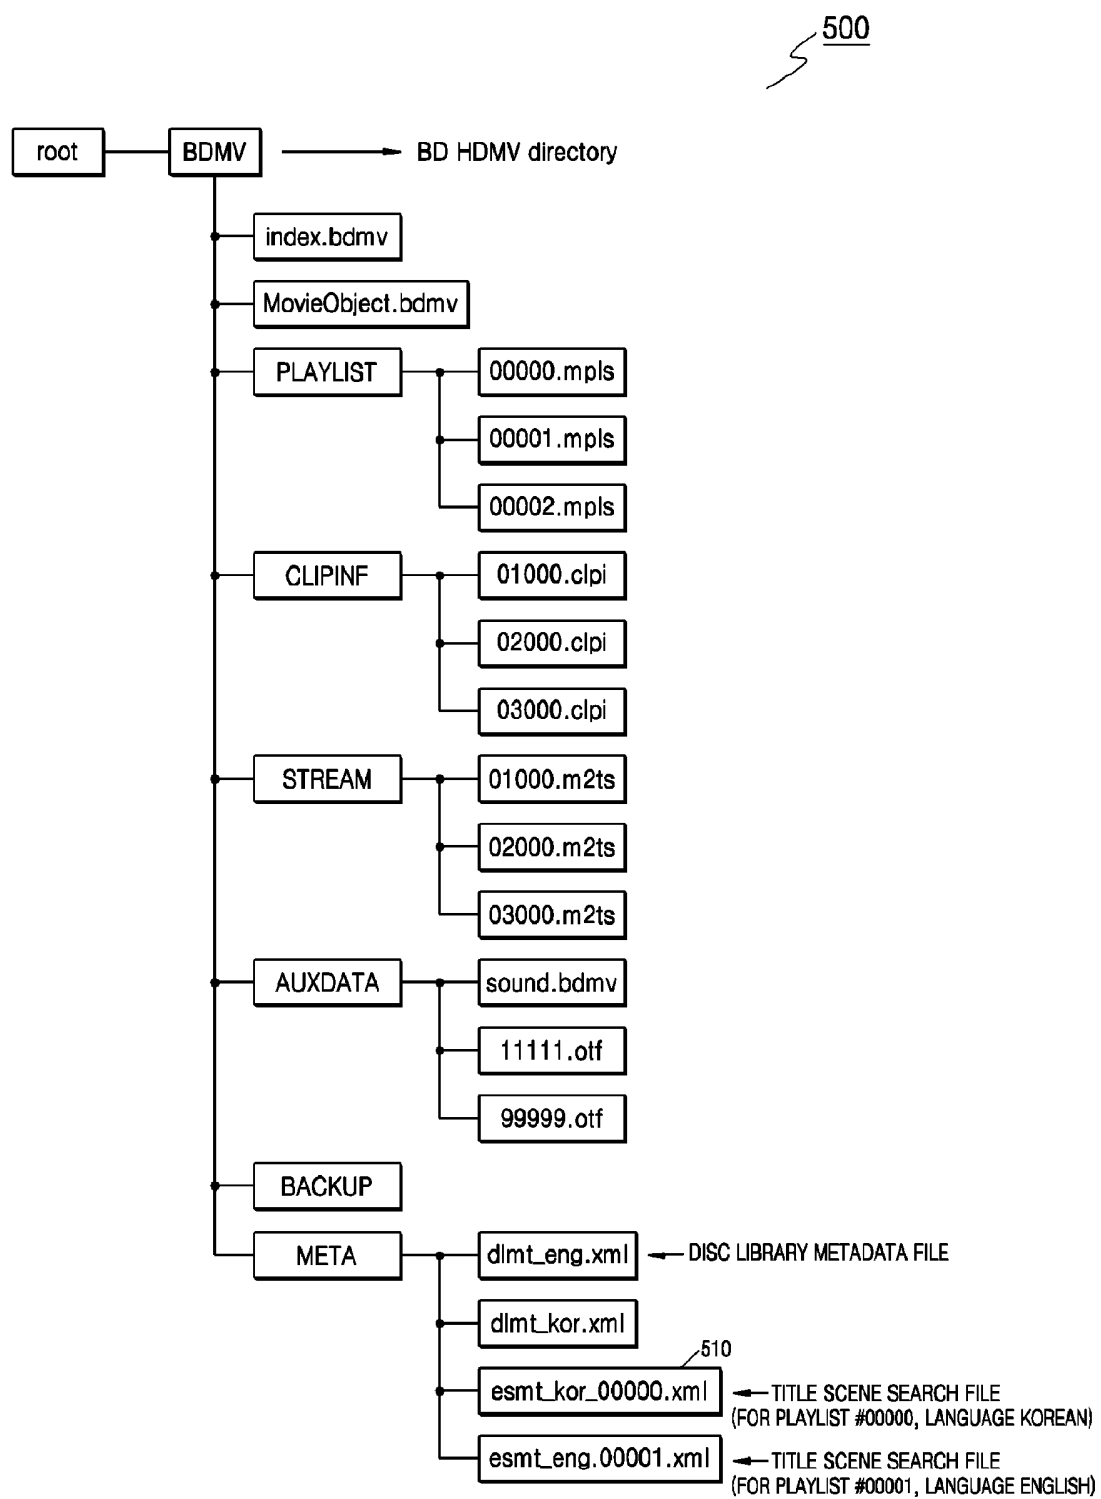 500
root
BDMV
BD HDMV directory
index.bdmv
MovieObject.bdmv
PLAYLIST
00000.mpls
00001.mpls
00002.mpls
CLIPINF
01000.clpi
02000.clpi
03000.clpi
STREAM
01000.m2ts
02000.m2ts
03000.m2ts
AUXDATA
sound.bdmv
11111.otf
99999.otf
BACKUP
META
dlmt_eng.xml
DISC LIBRARY METADATA FILE
dlmt_kor.xml
510
esmt_kor_00000.xml
TITLE SCENE SEARCH FILE
(FOR PLAYLIST #00000, LANGUAGE KOREAN)
esmt_eng.00001.xml
TITLE SCENE SEARCH FILE
(FOR PLAYLIST #00001, LANGUAGE ENGLISH)